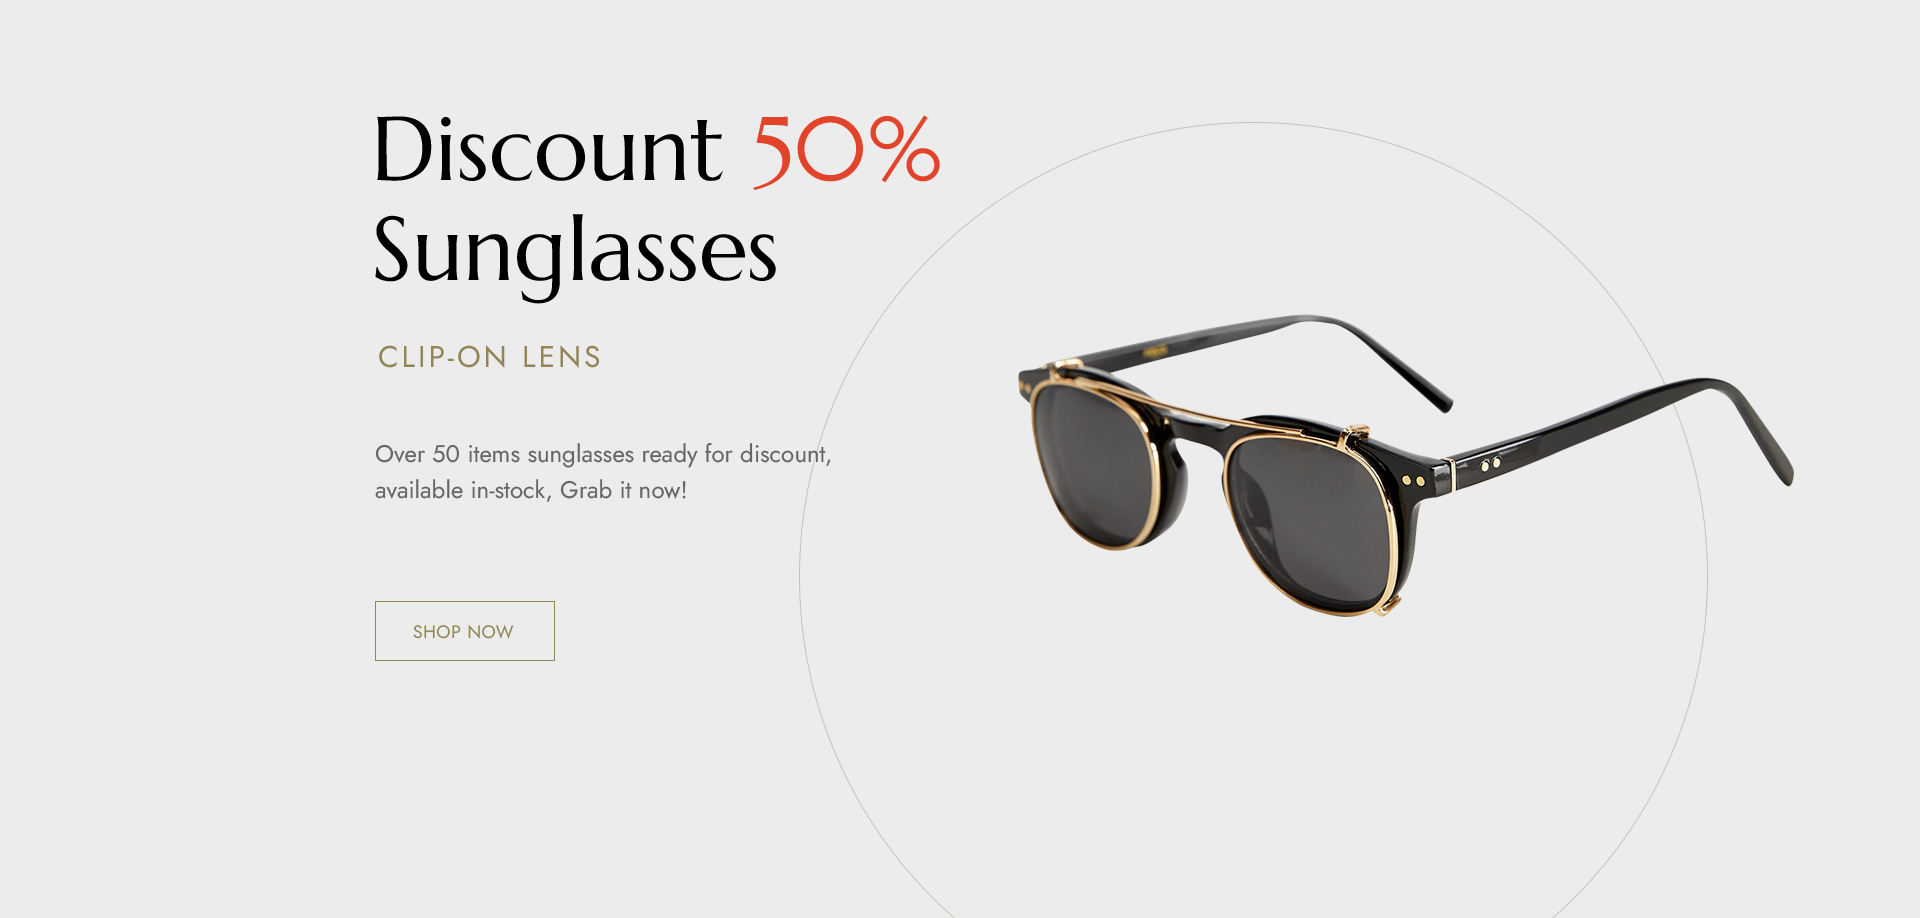 Discount 50%
Sunglasses
CLIP-ON LENS
Over 50 items sunglasses ready for discount,
available in-stock, Grab it now!
SHOP NOW